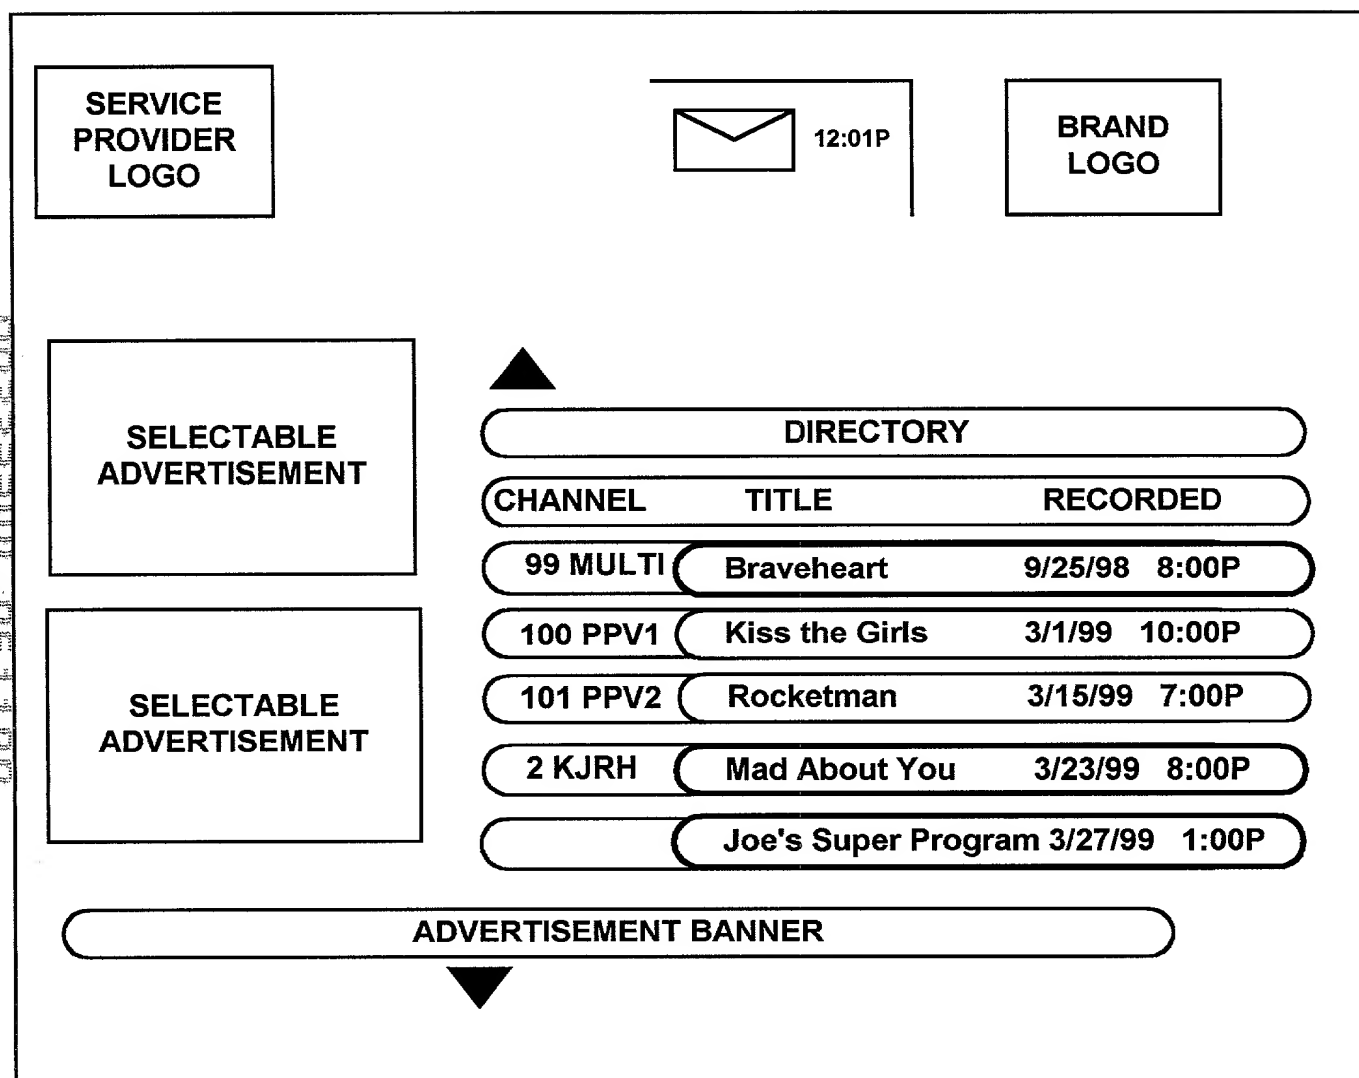 SERVICE
PROVIDER
LOGO
12:01P
BRAND
LOGO
SELECTABLE
ADVERTISEMENT
SELECTABLE
ADVERTISEMENT
DIRECTORY
CHANNEL TITLE RECORDED
99 MULTI Braveheart 9/25/98 8:00P
100 PPV1 Kiss the Girls 3/1/99 10:00P
101 PPV2 Rocketman 3/15/99 7:00P
2 KJRH Mad About You 3/23/99 8:00P
Joe's Super Program 3/27/99 1:00P
ADVERTISEMENT BANNER